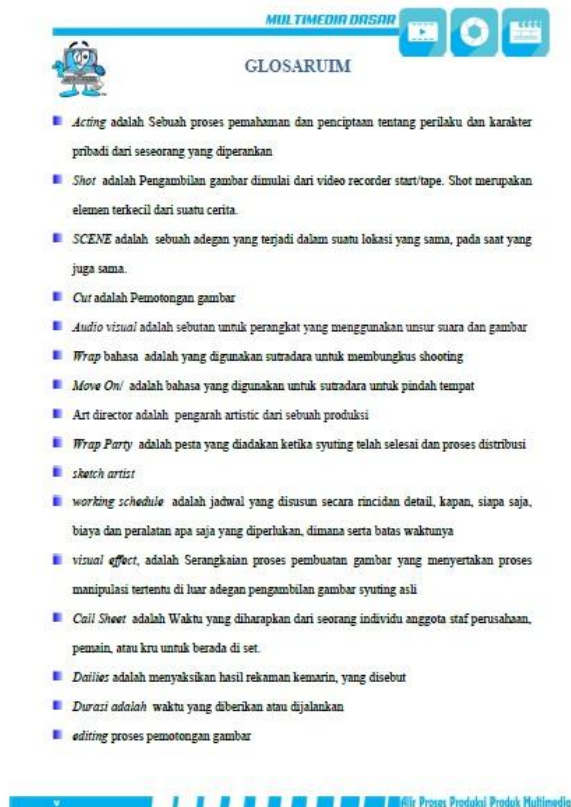 MULTIMEDIA DASAR
GLOSARUIM
Acting adalah Sebuah proses pemahaman dan penciptaan tentang perilaku dan karakter
pribadi dari seseorang yang diperankan
Shot adalah Pengambilan gambar dimulai dari video recorder start/tape. Shot merupakan
elemen terkecil dari suatu cerita.
SCENE adalah sebuah adegan yang terjadi dalam suatu lokasi yang sama, pada saat yang
juga sama.
Cut adalah Pemotongan gambar
Audio visual adalah sebutan untuk perangkat yang menggunakan unsur suara dan gambar
Wrap bahasa adalah yang digunakan sutradara untuk membungkus shooting
Move On/ adalah bahasa yang digunakan untuk sutradara untuk pindah tempat
Art director adalah pengarah artistic dari sebuah produksi
Wrap Party adalah pesta yang diadakan ketika syuting telah selesai dan proses distribusi
sketch artist
working schedule adalah jadwal yang disusun secara rincidan detail, kapan, siapa saja,
biaya dan peralatan apa saja yang diperlukan, dimana serta batas waktunya
visual effect, adalah Serangkaian proses pembuatan gambar yang menyertakan proses
manipulasi tertentu di luar adegan pengambilan gambar syuting asli
Call Sheet adalah Waktu yang diharapkan dari seorang individu anggota staf perusahaan,
pemain, atau kru untuk berada di set.
Dailies adalah menyaksikan hasil rekaman kemarin, yang disebut
Durasi adalah waktu yang diberikan atau dijalankan
editing proses pemotongan gambar
v
Alir Proses Produksi Produk Multimedia